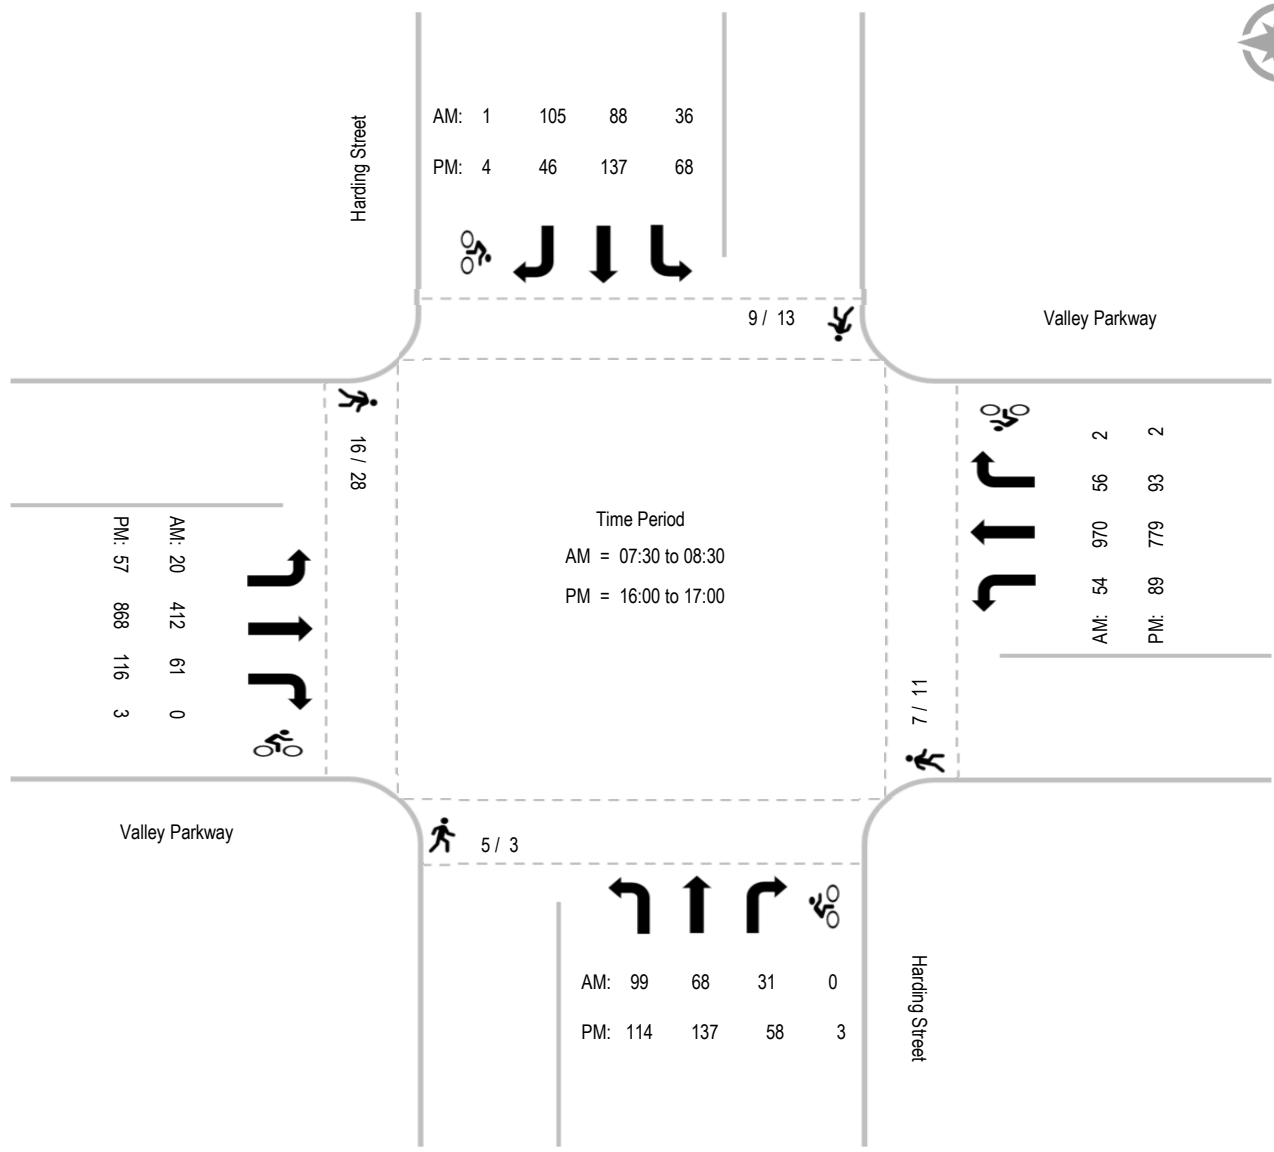 Harding Street
AM: 1 105 88 36
PM: 4 46 137 68
9 / 13
Valley Parkway
16 / 28
AM: 20 412 61 0
PM: 57 868 116 3
Time Period
AM = 07:30 to 08:30
PM = 16:00 to 17:00
AM: 54 970 56 2
PM: 89 779 93 2
7 / 11
Valley Parkway
5 / 3
AM: 99 68 31 0
PM: 114 137 58 3
Harding Street